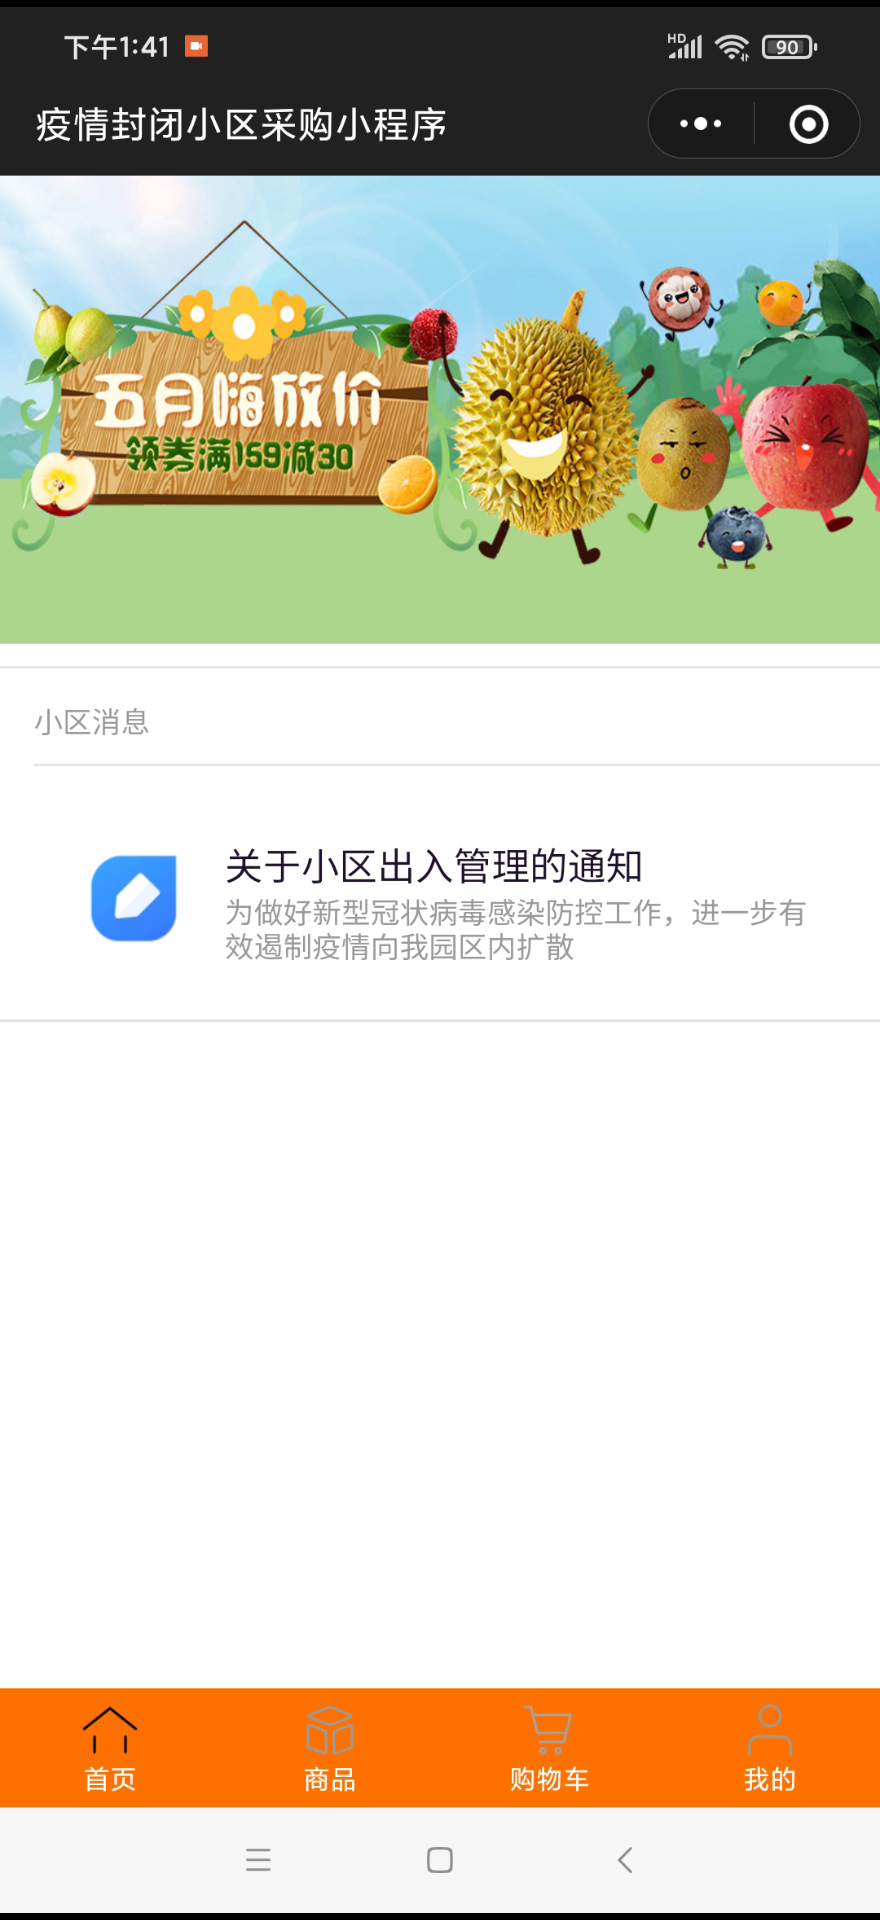 下午1:41
HD
90
疫情封闭小区采购小程序
五月嗨放价
领券满159减30
小区消息
关于小区出入管理的通知
为做好新型冠状病毒感染防控工作，进一步有
效遏制疫情向我园区内扩散
首页
商品
购物车
我的